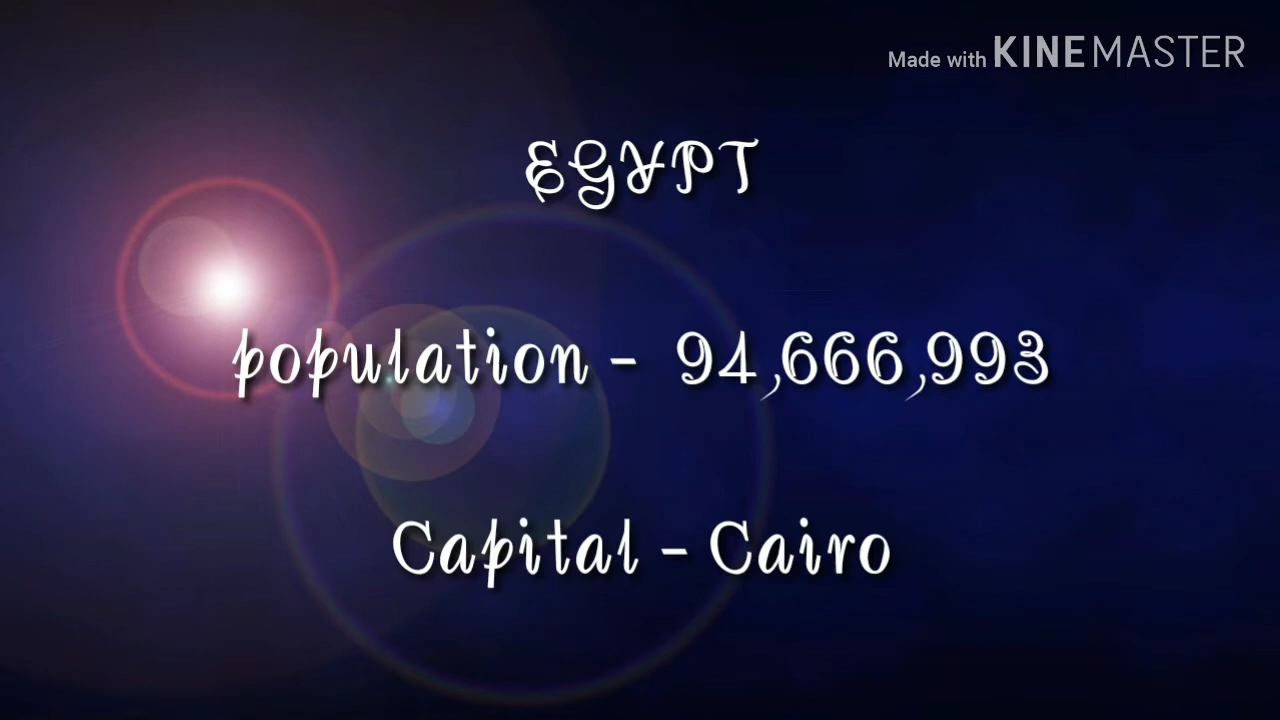 Made with KINEMASTER
EGYPT
population - 94,666,993
Capital - Cairo